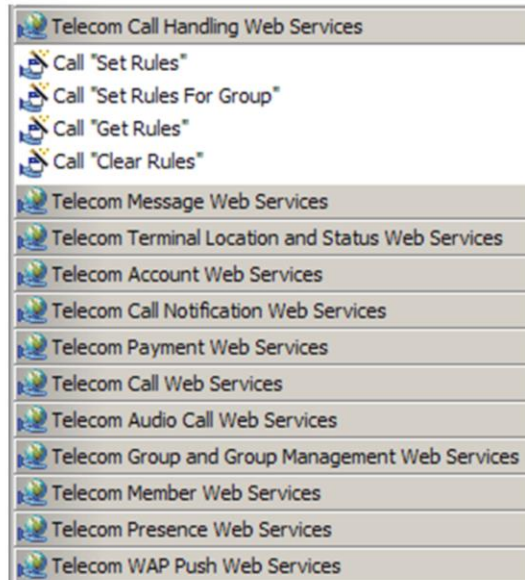 Telecom Call Handling Web Services
Call "Set Rules"
Call "Set Rules For Group"
Call "Get Rules"
Call "Clear Rules"
Telecom Message Web Services
Telecom Terminal Location and Status Web Services
Telecom Account Web Services
Telecom Call Notification Web Services
Telecom Payment Web Services
Telecom Call Web Services
Telecom Audio Call Web Services
Telecom Group and Group Management Web Services
Telecom Member Web Services
Telecom Presence Web Services
Telecom WAP Push Web Services